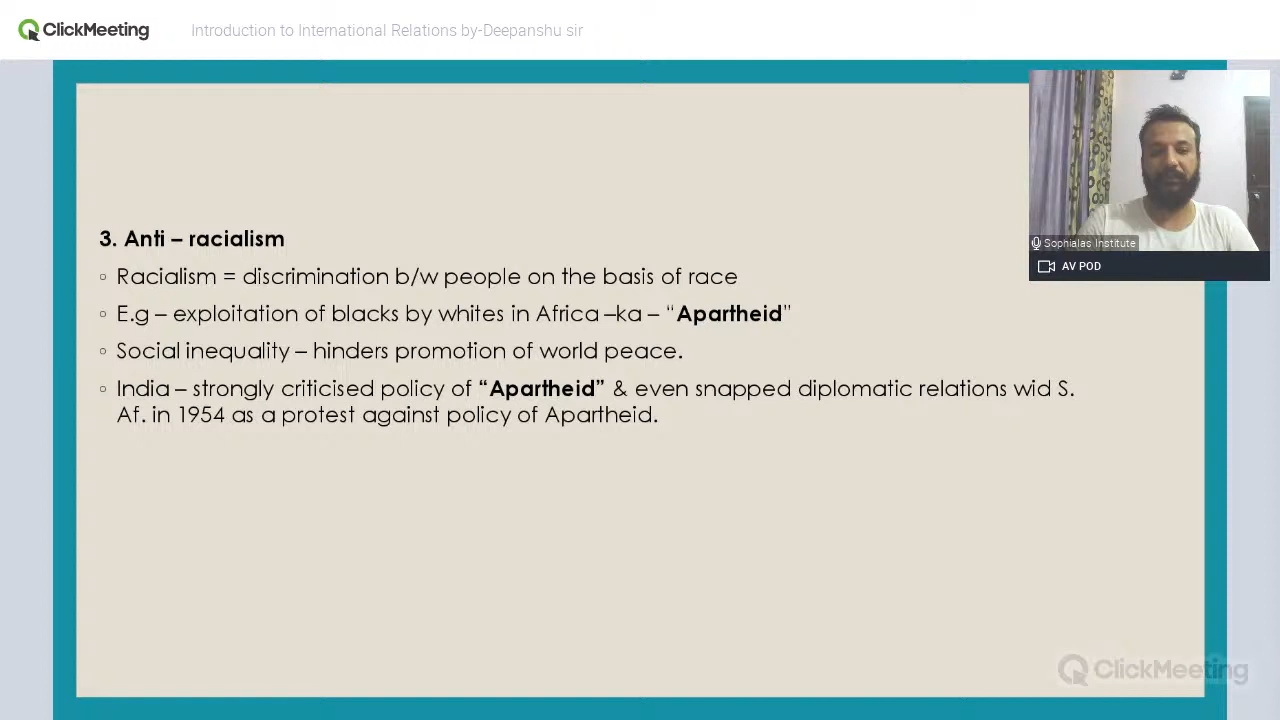 ClickMeeting
Introduction to International Relations by-Deepanshu sir
3. Anti – racialism
Racialism = discrimination b/w people on the basis of race
E.g – exploitation of blacks by whites in Africa –ka – “Apartheid”
Social inequality – hinders promotion of world peace.
India – strongly criticised policy of “Apartheid” & even snapped diplomatic relations wid S.
Af. in 1954 as a protest against policy of Apartheid.
Sophialas Institute
AV POD
ClickMeeting